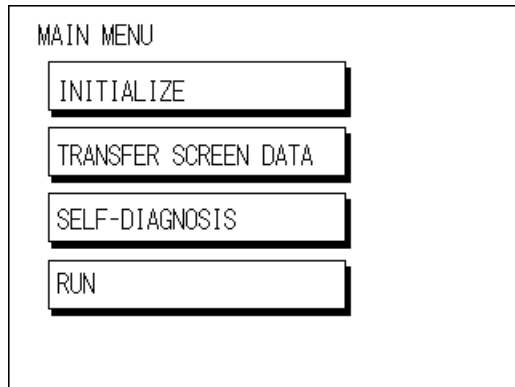 MAIN MENU
INITIALIZE
TRANSFER SCREEN DATA
SELF-DIAGNOSIS
RUN